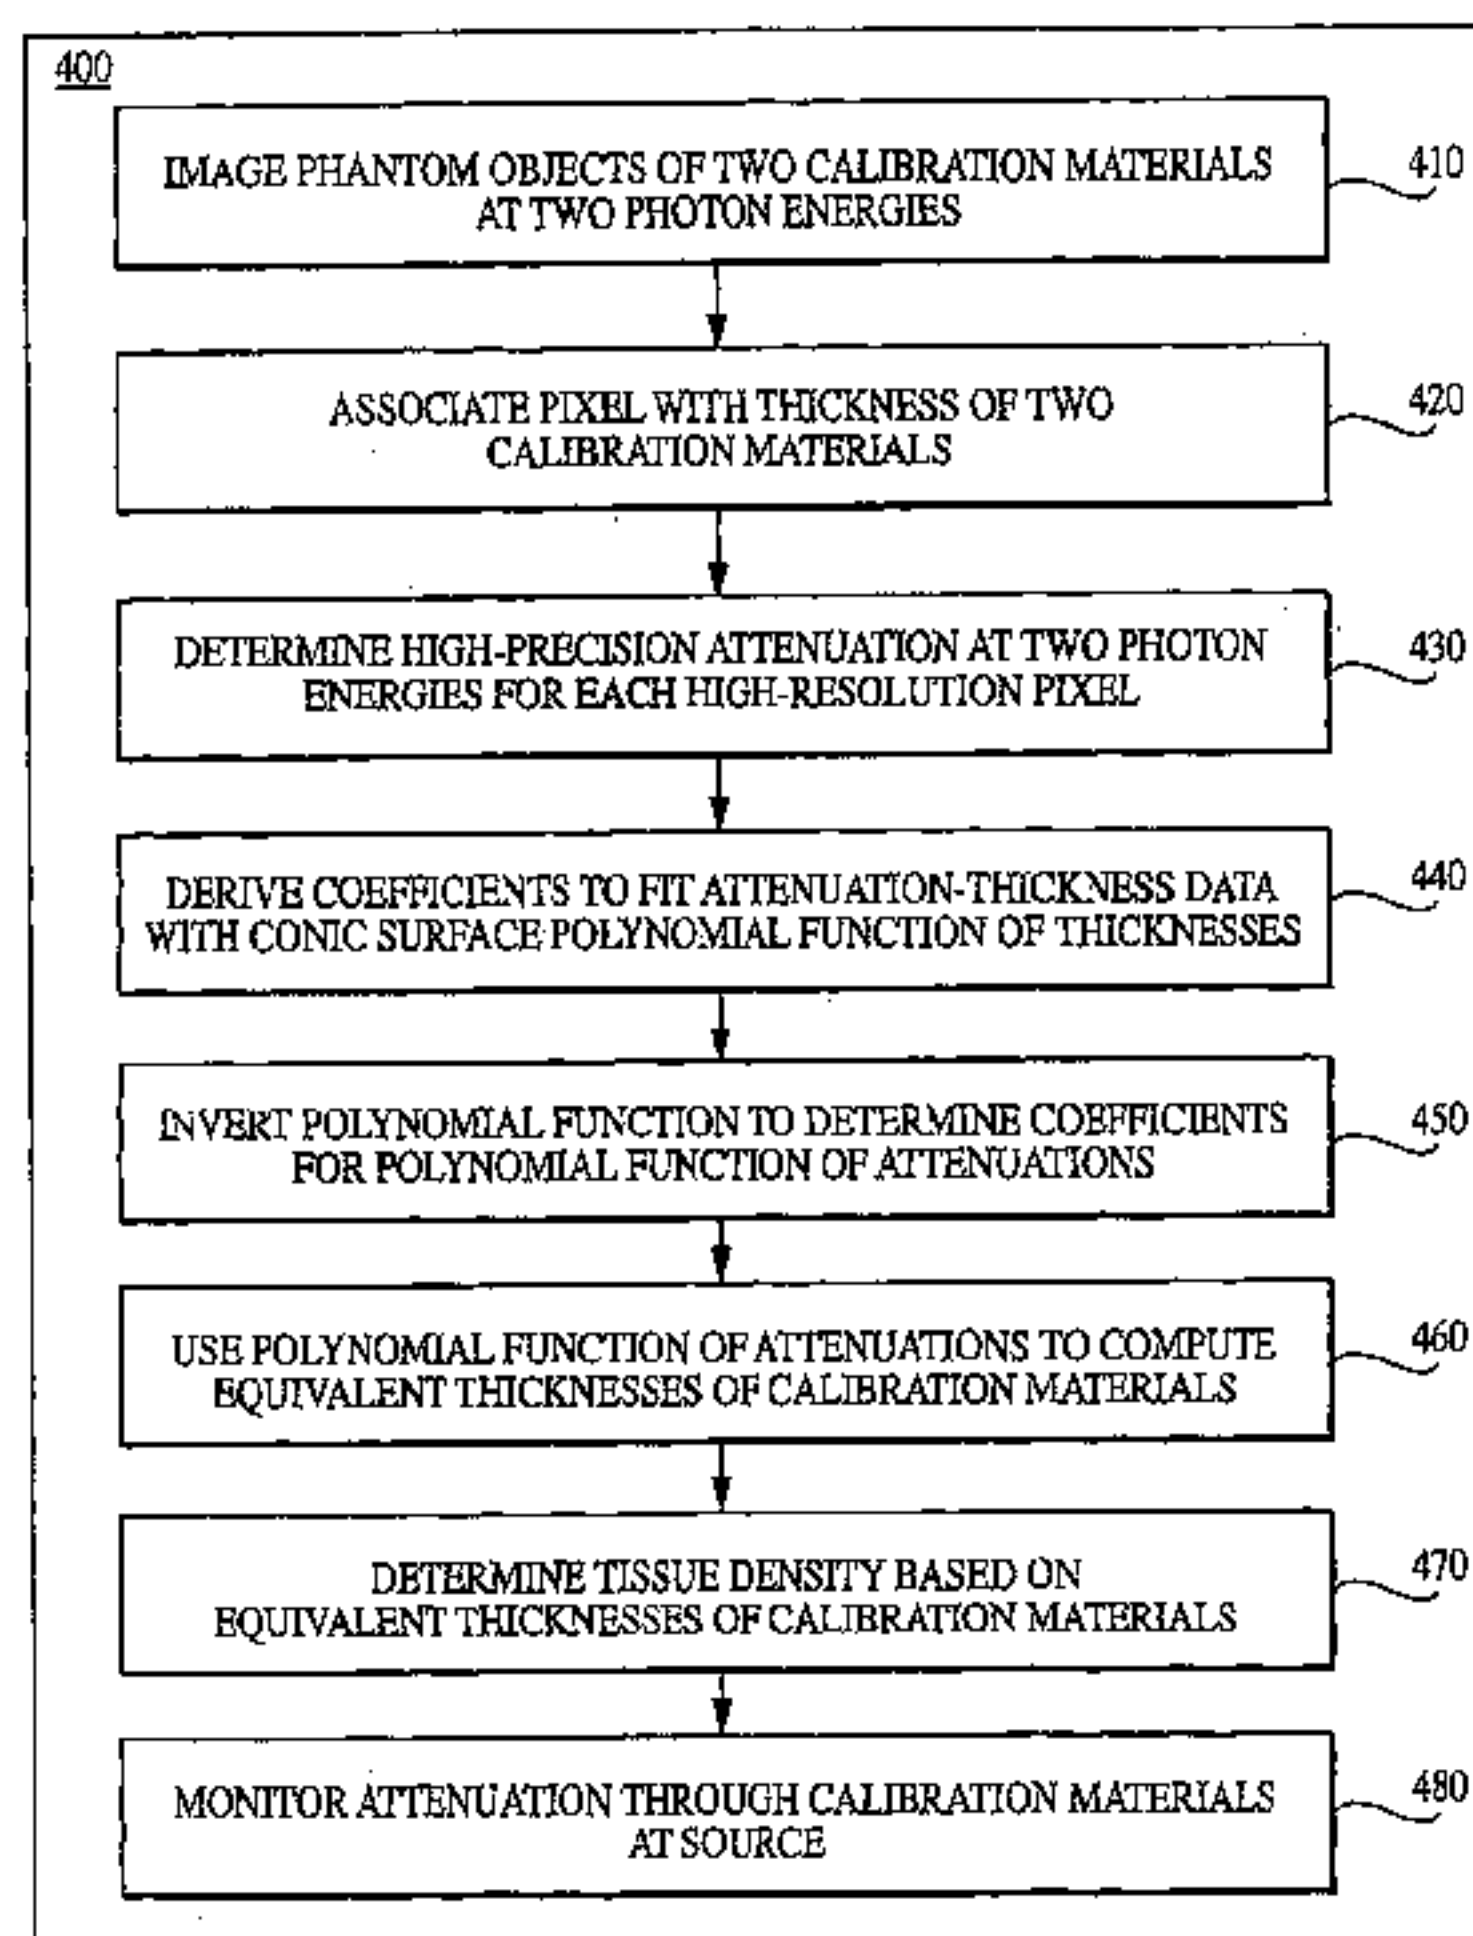 400
IMAGE PHANTOM OBJECTS OF TWO CALIBRATION MATERIALS
AT TWO PHOTON ENERGIES
410
ASSOCIATE PIXEL WITH THICKNESS OF TWO
CALIBRATION MATERIALS
420
DETERMINE HIGH-PRECISION ATTENUATION AT TWO PHOTON
ENERGIES FOR EACH HIGH-RESOLUTION PIXEL
430
DERIVE COEFFICIENTS TO FIT ATTENUATION-THICKNESS DATA
WITH CONIC SURFACE POLYNOMIAL FUNCTION OF THICKNESSES
440
INVERT POLYNOMIAL FUNCTION TO DETERMINE COEFFICIENTS
FOR POLYNOMIAL FUNCTION OF ATTENUATIONS
450
USE POLYNOMIAL FUNCTION OF ATTENUATIONS TO COMPUTE
EQUIVALENT THICKNESSES OF CALIBRATION MATERIALS
460
DETERMINE TISSUE DENSITY BASED ON
EQUIVALENT THICKNESSES OF CALIBRATION MATERIALS
470
MONITOR ATTENUATION THROUGH CALIBRATION MATERIALS
AT SOURCE
480